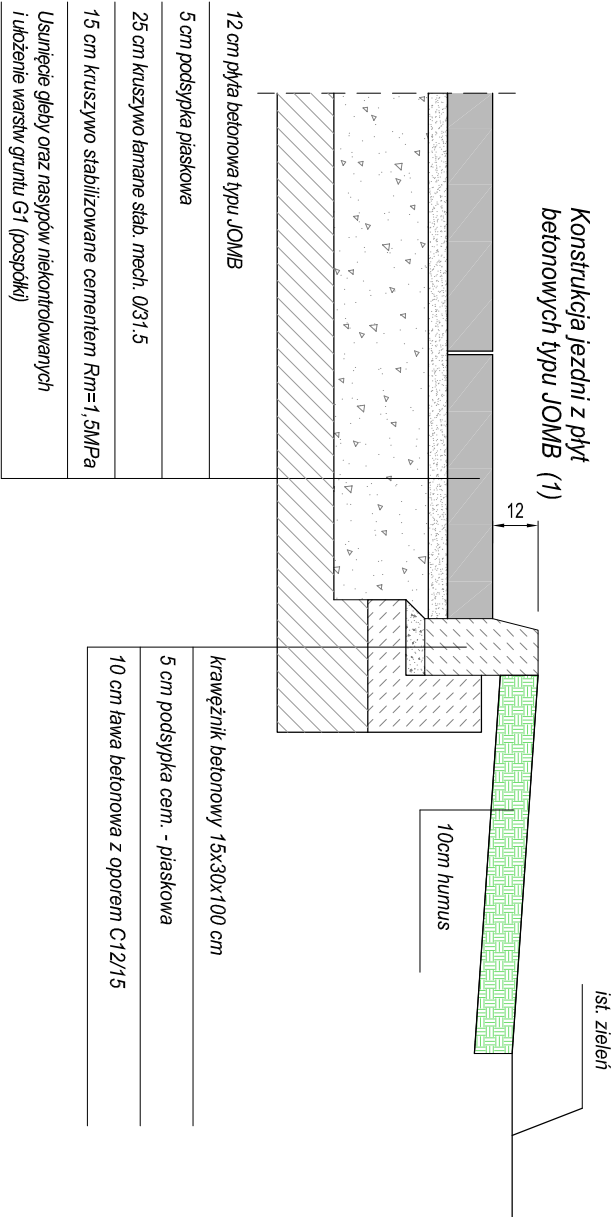 Konstrukcja jezdni z płyt
betonowych typu JOMB (1)
12
ist. zieleń
10cm humus
12 cm płyta betonowa typu JOMB
5 cm podsypka piaskowa
25 cm kruszywo łamane stab. mech. 0/31.5
15 cm kruszywo stabilizowane cementem Rm=1,5MPa
Usunięcie gleby oraz nasypów niekontrolowanych
i ułożenie warstw gruntu G1 (pospółki)
krawężnik betonowy 15x30x100 cm
5 cm podsypka cem. - piaskowa
10 cm ława betonowa z oporem C12/15